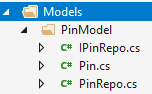 Models
PinModel
C# IPinRepo.cs
C# Pin.cs
C# PinRepo.cs